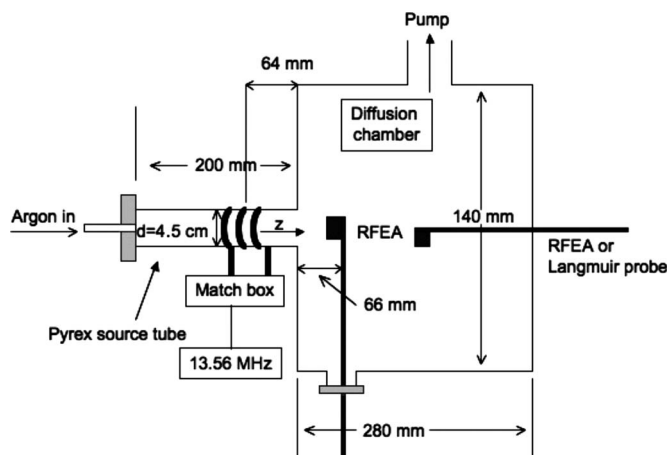 Pump
64 mm
Diffusion
chamber
200 mm
Argon in
d=4.5 cm
z
RFEA
140 mm
RFEA or
Langmuir probe
Match box
66 mm
Pyrex source tube
13.56 MHz
280 mm